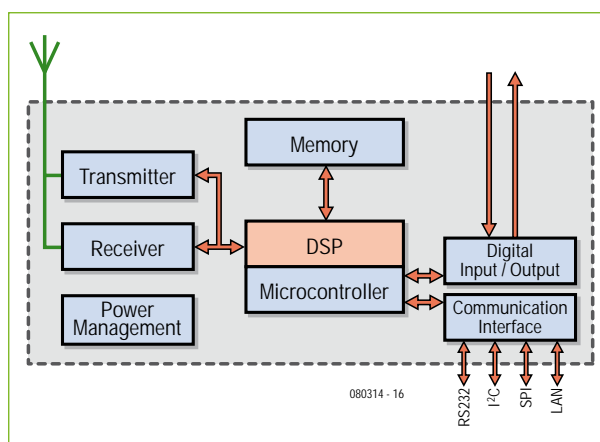 Memory
Transmitter
DSP
Receiver
Digital
Input / Output
Microcontroller
Power
Management
Communication
Interface
080314 - 16
RS232
I²C
SPI
LAN